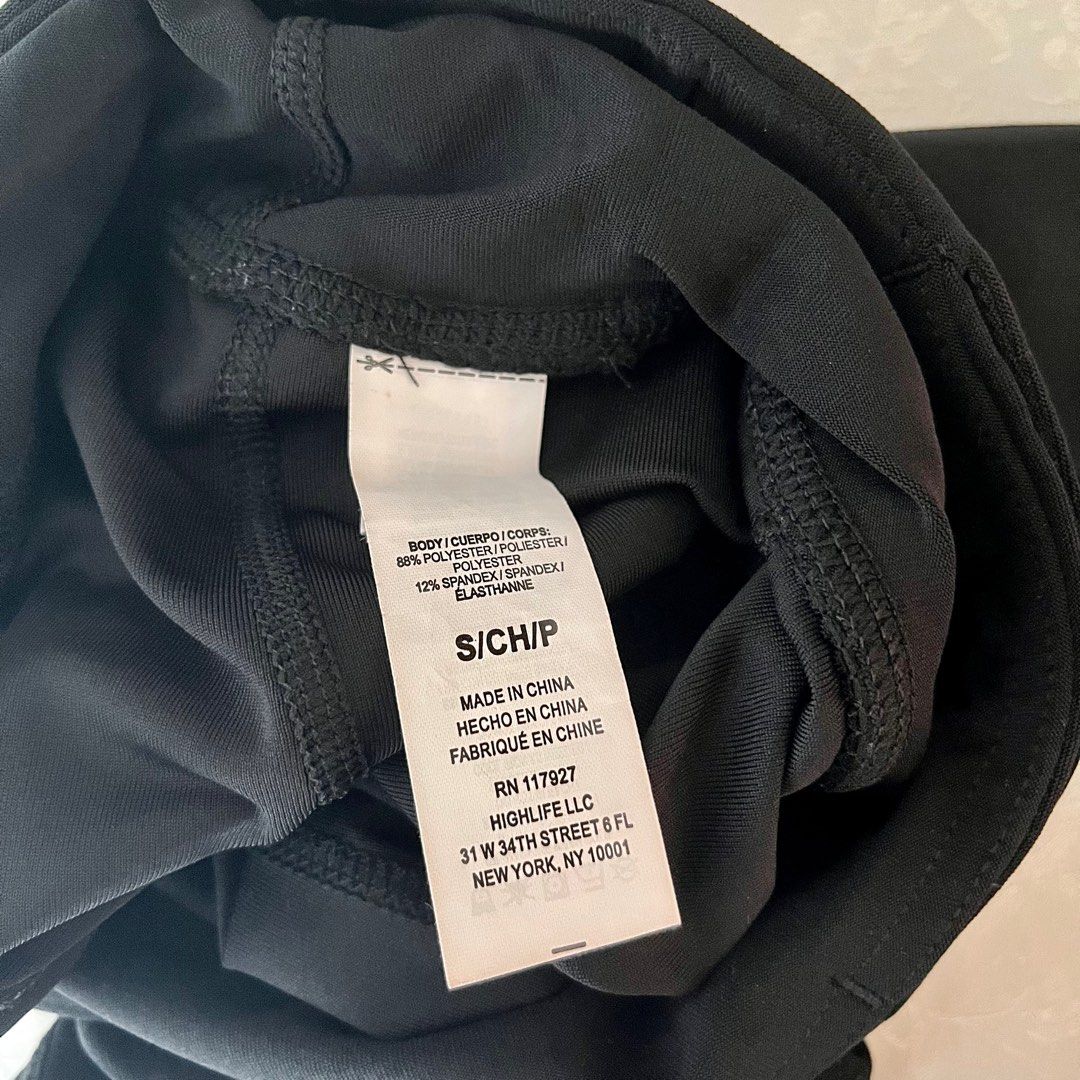 BODY / CUERPO / CORPS:
88% POLYESTER / POLIESTER /
POLYESTER
12% SPANDEX / SPANDEX /
ÉLASTHANNE
S/CH/P
MADE IN CHINA
HECHO EN CHINA
FABRIQUÉ EN CHINE
RN 117927
HIGHLIFE LLC
31 W 34TH STREET 6 FL
NEW YORK, NY 10001